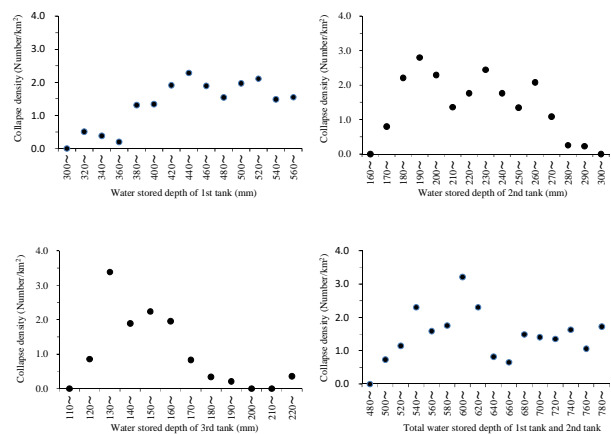 4.0
3.0
2.0
1.0
0.0
Collapse density (Number/km²)
300～ 320～ 340～ 360～ 380～ 400～ 420～ 440～ 460～ 480～ 500～ 520～ 540～ 560～
Water stored depth of 1st tank (mm)
4.0
3.0
2.0
1.0
0.0
Collapse density (Number/km²)
160～ 170～ 180～ 190～ 200～ 210～ 220～ 230～ 240～ 250～ 260～ 270～ 280～ 290～ 300～
Water stored depth of 2nd tank (mm)
4.0
3.0
2.0
1.0
0.0
Collapse density (Number/km²)
110～ 120～ 130～ 140～ 150～ 160～ 170～ 180～ 190～ 200～ 210～ 220～
Water stored depth of 3rd tank (mm)
4.0
3.0
2.0
1.0
0.0
Collapse density (Number/km²)
480～ 500～ 520～ 540～ 560～ 580～ 600～ 620～ 640～ 660～ 680～ 700～ 720～ 740～ 760～ 780～
Total water stored depth of 1st tank and 2nd tank